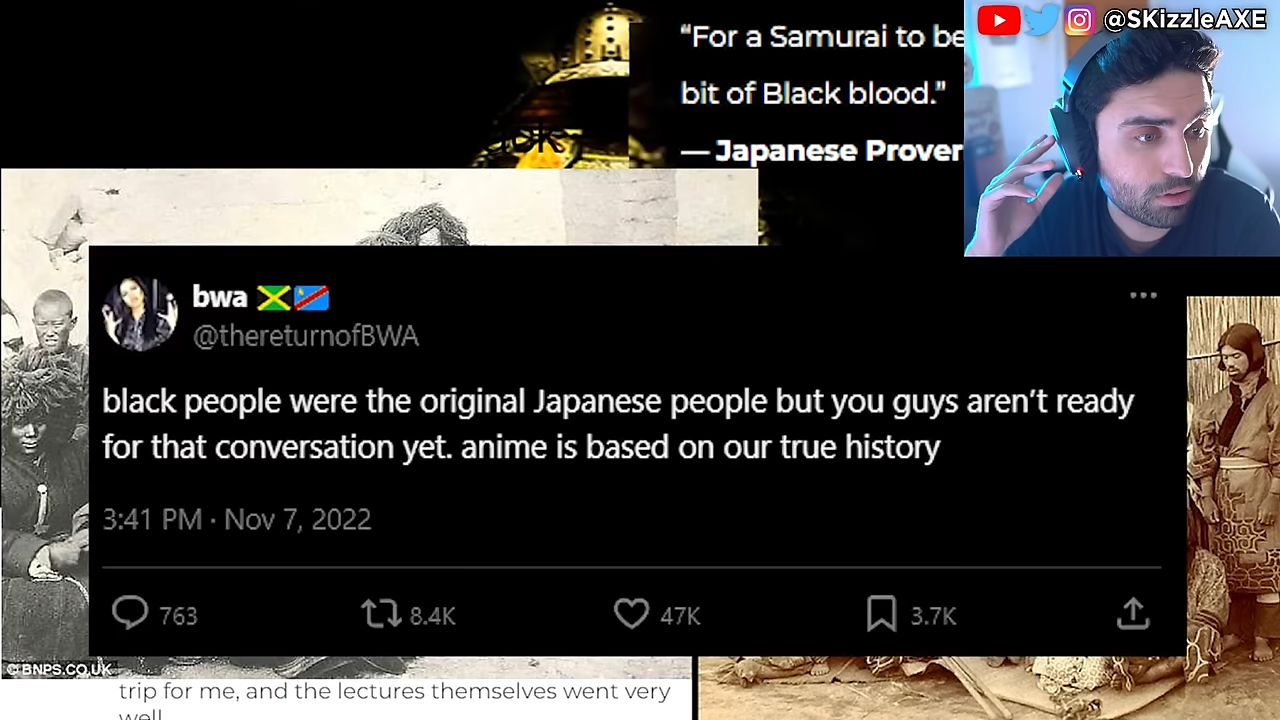 @SKizzleAXE
“For a Samurai to be
bit of Black blood.”
— Japanese Prover
bwa
@thereturnofBWA
black people were the original Japanese people but you guys aren’t ready
for that conversation yet. anime is based on our true history
3:41 PM · Nov 7, 2022
763
8.4K
47K
3.7K
© BNPS.CO.UK
trip for me, and the lectures themselves went very
well